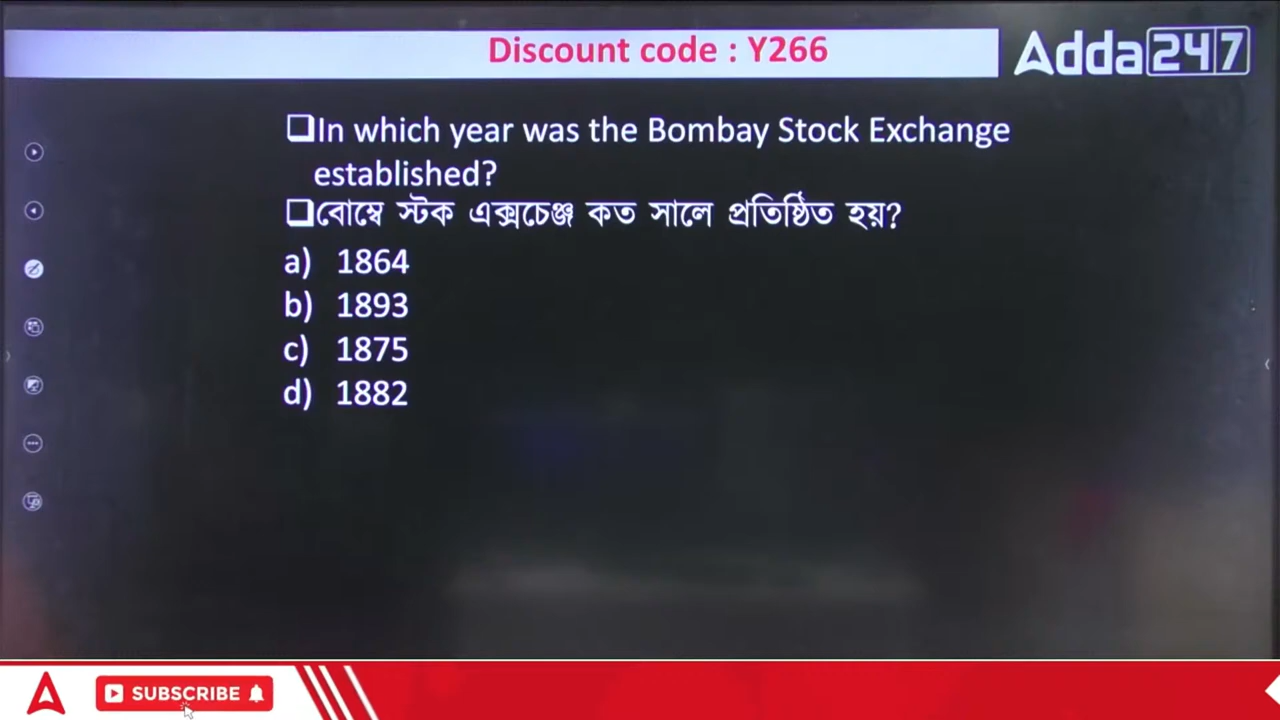 Discount code : Y266
Adda247
❑In which year was the Bombay Stock Exchange
established?
❑বোম্বে স্টক এক্সচেঞ্জ কত সালে প্রতিষ্ঠিত হয়?
a) 1864
b) 1893
c) 1875
d) 1882
SUBSCRIBE